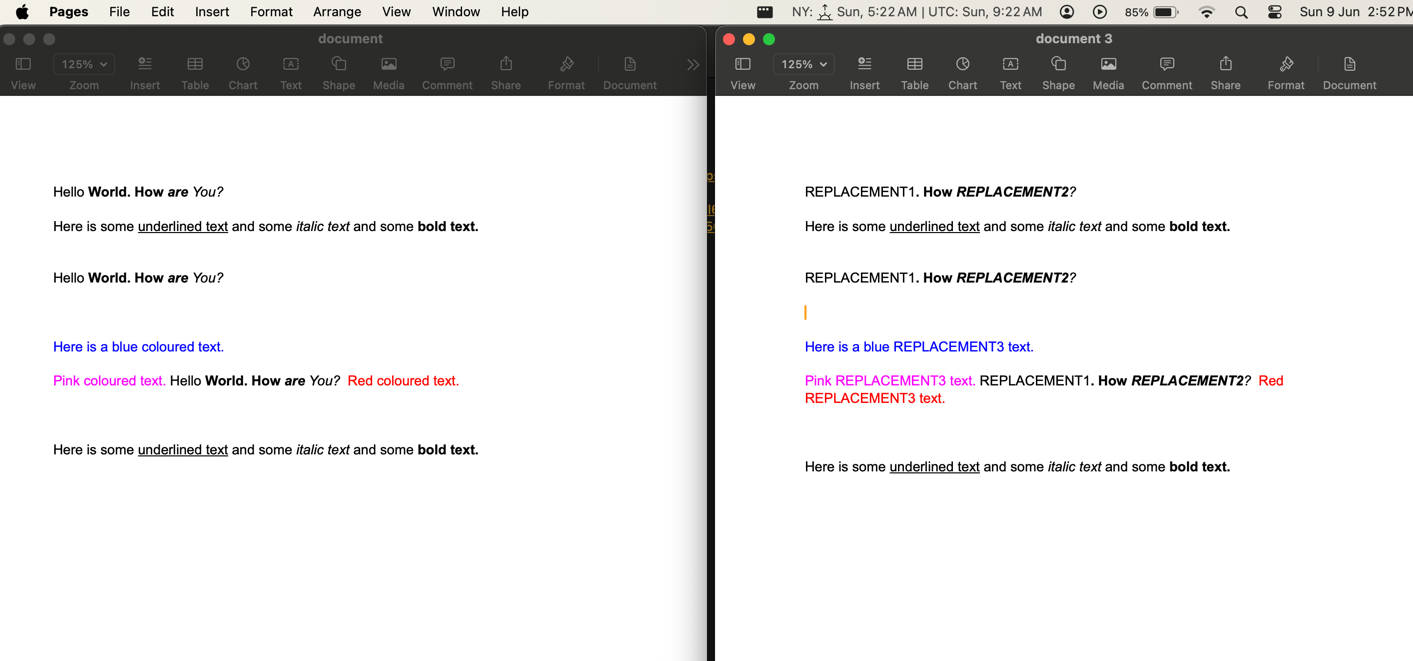 Pages File Edit Insert Format Arrange View Window Help NY: Sun, 5:22 AM | UTC: Sun, 9:22 AM 85% Sun 9 Jun 2:52 PM
document
125%
View Zoom Insert Table Chart Text Shape Media Comment Share Format Document
Hello World. How are You?
Here is some underlined text and some italic text and some bold text.
Hello World. How are You?
Here is a blue coloured text.
Pink coloured text. Hello World. How are You? Red coloured text.
Here is some underlined text and some italic text and some bold text.
document 3
125%
View Zoom Insert Table Chart Text Shape Media Comment Share Format Document
REPLACEMENT1. How REPLACEMENT2?
Here is some underlined text and some italic text and some bold text.
REPLACEMENT1. How REPLACEMENT2?
Here is a blue REPLACEMENT3 text.
Pink REPLACEMENT3 text. REPLACEMENT1. How REPLACEMENT2? Red
REPLACEMENT3 text.
Here is some underlined text and some italic text and some bold text.